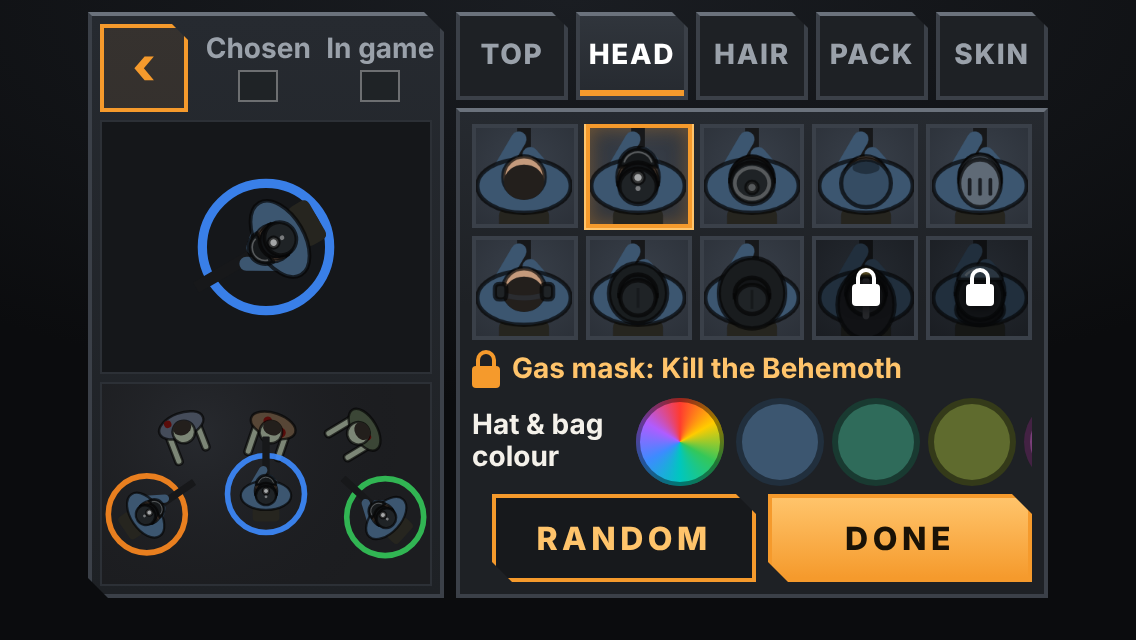 Chosen In game
TOP HEAD HAIR PACK SKIN
Gas mask: Kill the Behemoth
Hat & bag
colour
RANDOM DONE